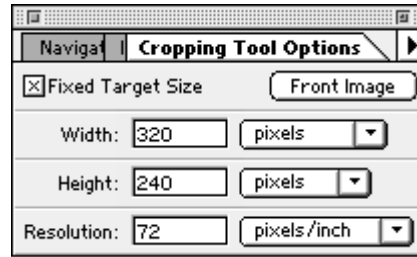 Navigat I Cropping Tool Options
Fixed Target Size Front Image
Width: 320 pixels
Height: 240 pixels
Resolution: 72 pixels/inch